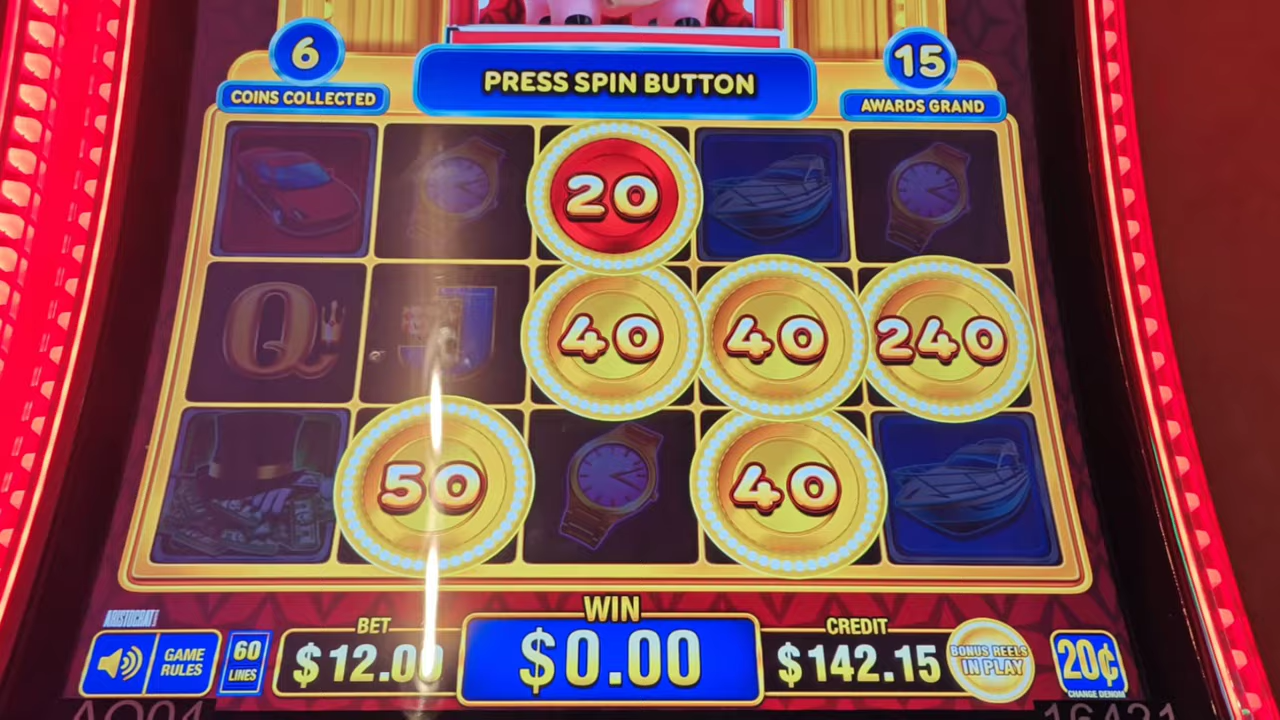 6
COINS COLLECTED
PRESS SPIN BUTTON
15
AWARDS GRAND
20
Q
J
40
40
240
50
40
ARISTOCRAT
GAME
RULES
60
LINES
BET
$12.00
WIN
$0.00
CREDIT
$142.15
BONUS REELS
IN PLAY
20¢
CHANGE DENOM